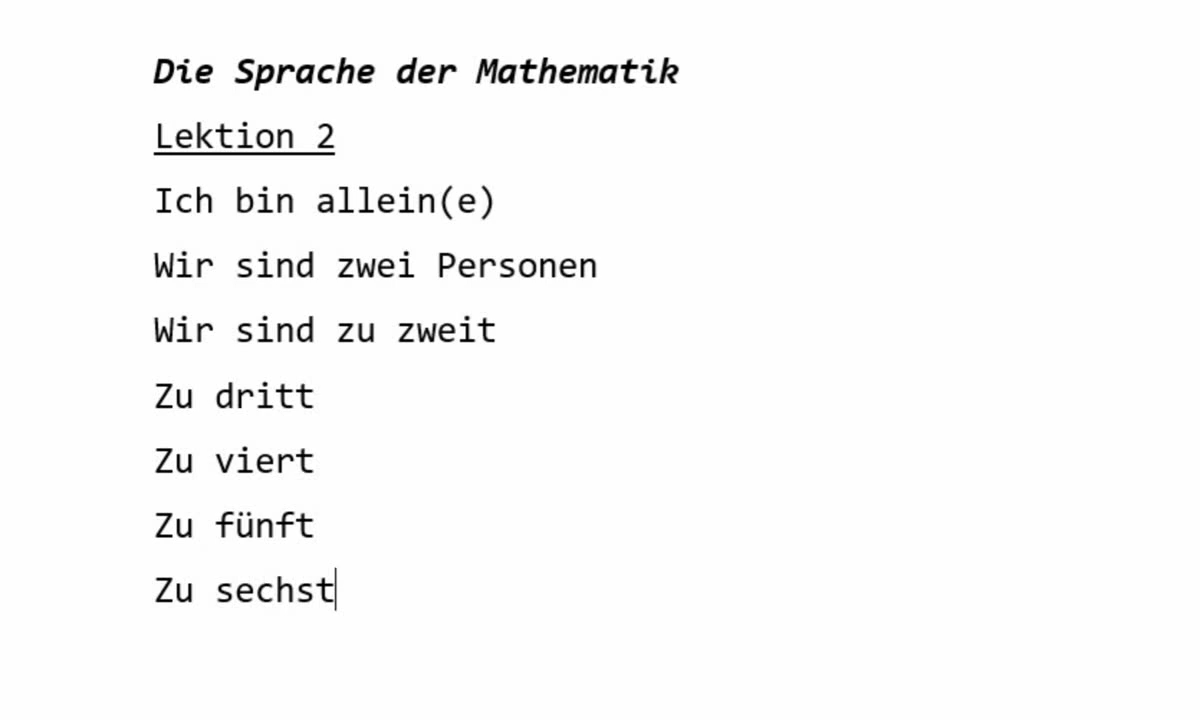 Die Sprache der Mathematik
Lektion 2
Ich bin allein(e)
Wir sind zwei Personen
Wir sind zu zweit
Zu dritt
Zu viert
Zu fünft
Zu sechst